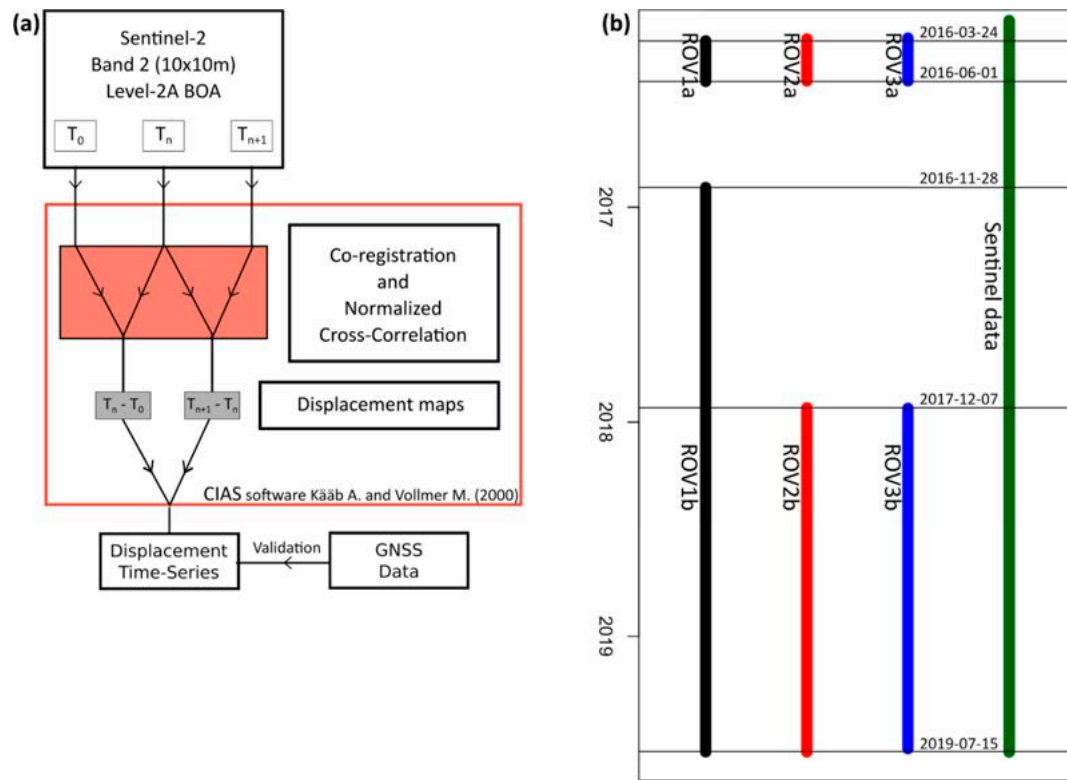 (a)
Sentinel-2
Band 2 (10x10m)
Level-2A BOA
T0
Tn
Tn+1
Co-registration
and
Normalized
Cross-Correlation
Tn - T0
Tn+1 - Tn
Displacement maps
CIAS software Kääb A. and Vollmer M. (2000)
Displacement
Time-Series
Validation
GNSS
Data
(b)
ROV1a
ROV2a
ROV3a
2016-03-24
2016-06-01
2016-11-28
2017
Sentinel data
2017-12-07
2018
ROV1b
ROV2b
ROV3b
2019
2019-07-15